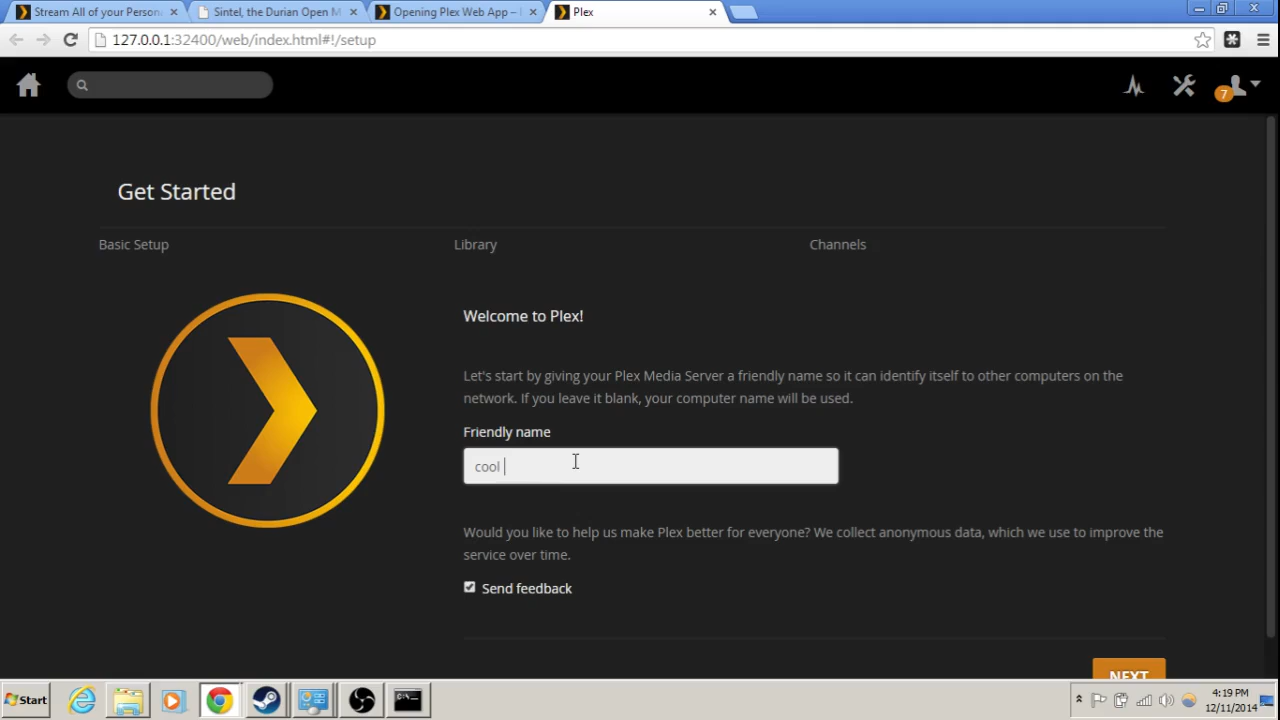 Stream All of your Persona
Sintel, the Durian Open M
Opening Plex Web App –
Plex
127.0.0.1:32400/web/index.html#!/setup
7
Get Started
Basic Setup
Library
Channels
Welcome to Plex!
Let's start by giving your Plex Media Server a friendly name so it can identify itself to other computers on the
network. If you leave it blank, your computer name will be used.
Friendly name
cool
Would you like to help us make Plex better for everyone? We collect anonymous data, which we use to improve the
service over time.
Send feedback
NEXT
Start
4:19 PM
12/11/2014